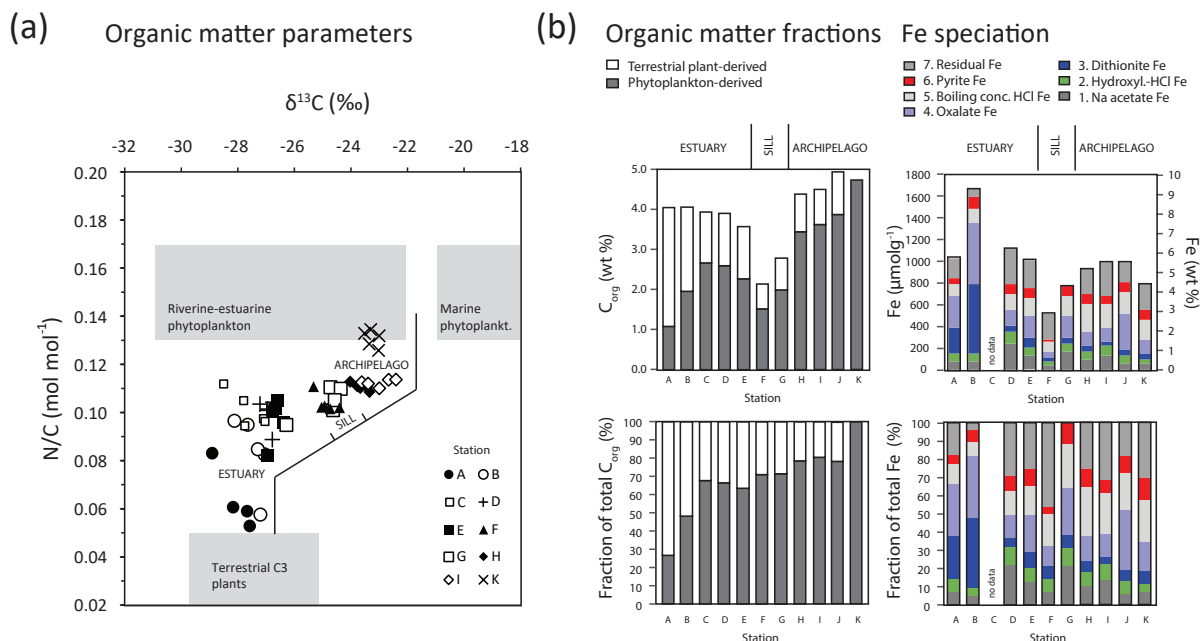 (a)
Organic matter parameters
δ13C (‰)
-32 -30 -28 -26 -24 -22 -20 -18
N/C (mol mol-1)
0.20
0.18
0.16
0.14
0.12
0.10
0.08
0.06
0.04
0.02
Riverine-estuarine
phytoplankton
Marine
phytoplankt.
ARCHIPELAGO
SILL
ESTUARY
Terrestrial C3
plants
Station
A B
C D
E F
G H
I K
(b)
Organic matter fractions
Terrestrial plant-derived
Phytoplankton-derived
ESTUARY SILL ARCHIPELAGO
Corg (wt %)
5.0
4.0
3.0
2.0
1.0
0.0
A B C D E F G H I J K
Station
Fraction of total Corg (%)
100
90
80
70
60
50
40
30
20
10
0
A B C D E F G H I J K
Station
Fe speciation
7. Residual Fe
6. Pyrite Fe
5. Boiling conc. HCl Fe
4. Oxalate Fe
3. Dithionite Fe
2. Hydroxyl.-HCl Fe
1. Na acetate Fe
ESTUARY SILL ARCHIPELAGO
Fe (µmolg-1)
1800
1600
1400
1200
1000
800
600
400
200
0
no data
10
9
8
7
6
5
4
3
2
1
0
Fe (wt %)
A B C D E F G H I J K
Station
Fraction of total Fe (%)
100
90
80
70
60
50
40
30
20
10
0
no data
A B C D E F G H I J K
Station